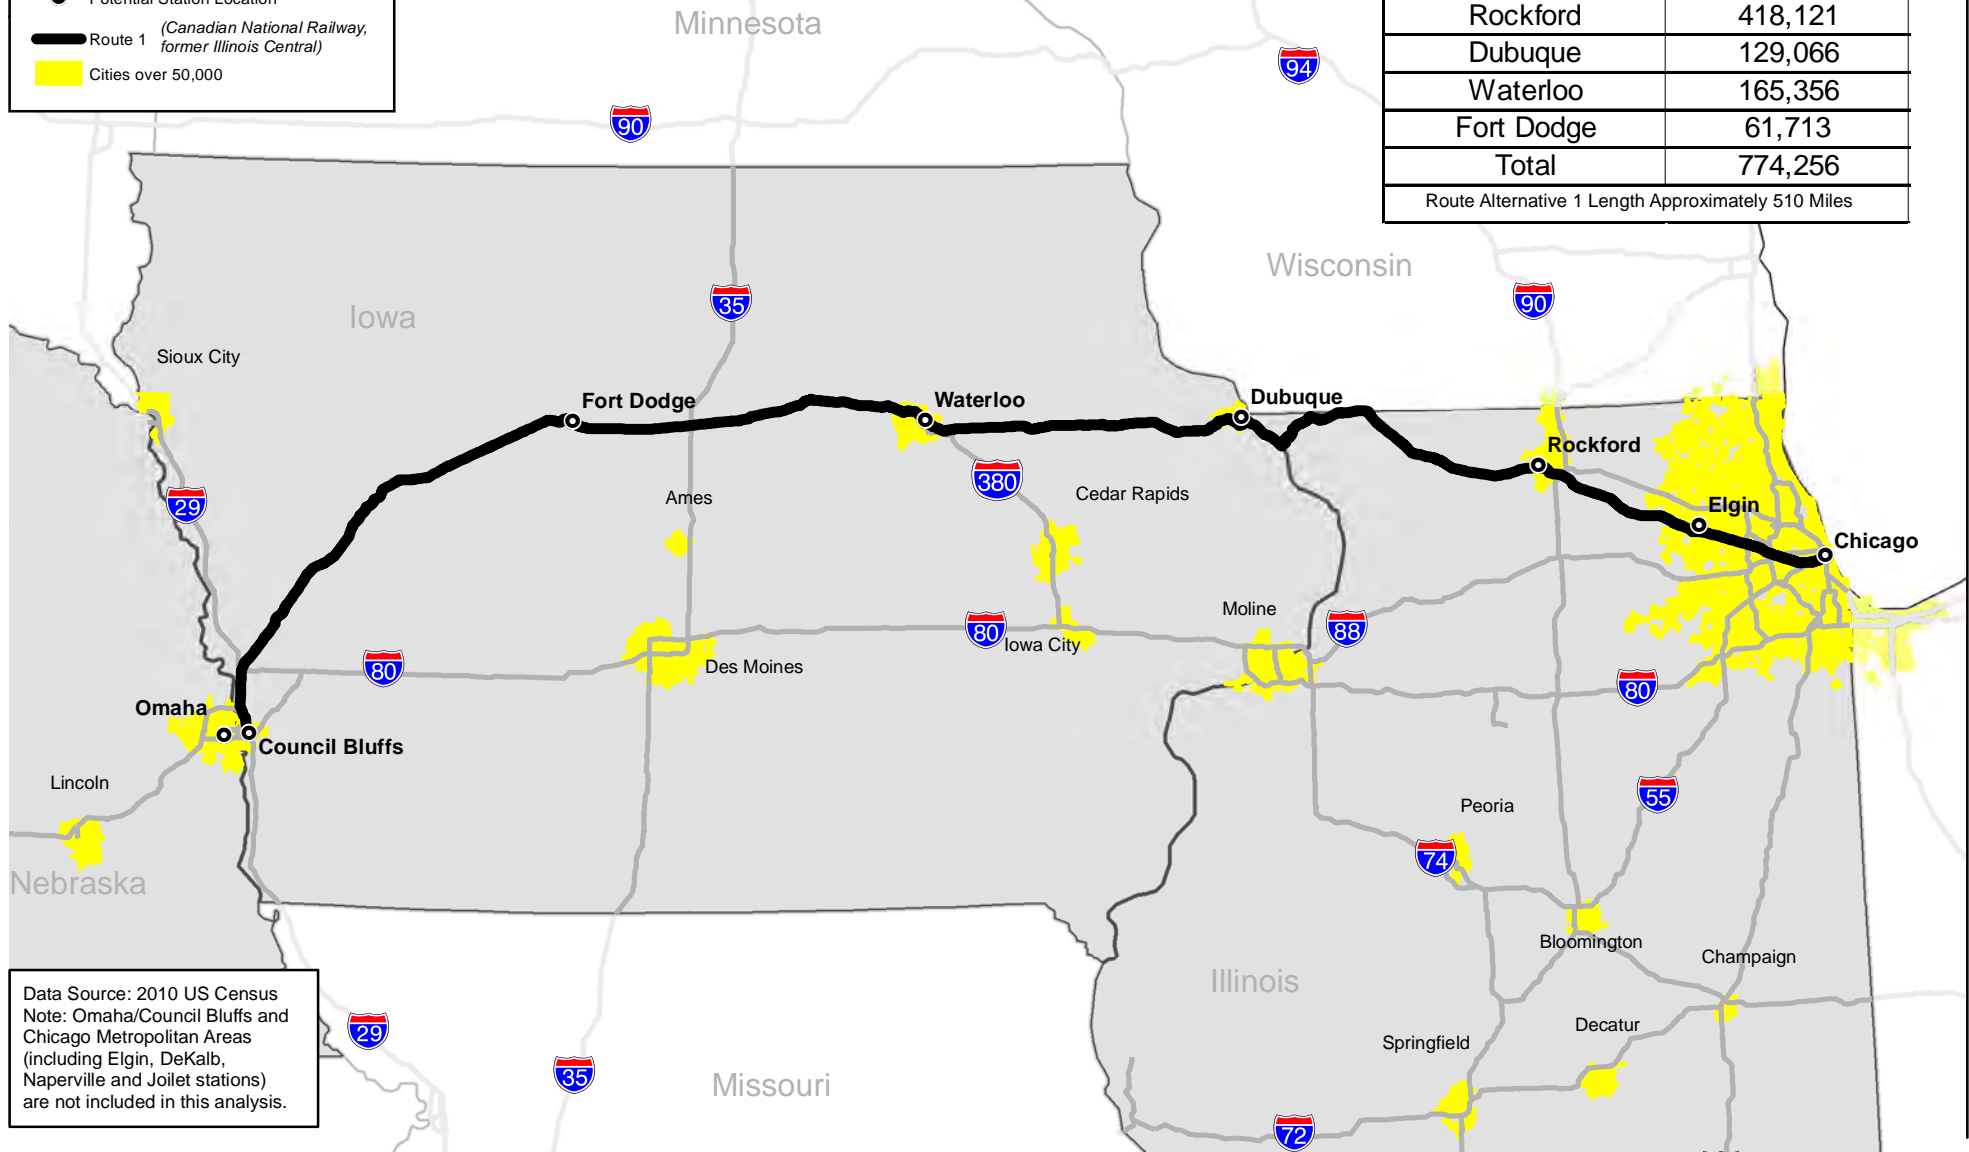 Potential Station Location
Route 1 (Canadian National Railway,
former Illinois Central)
Cities over 50,000
Rockford 418,121
Dubuque 129,066
Waterloo 165,356
Fort Dodge 61,713
Total 774,256
Route Alternative 1 Length Approximately 510 Miles
Minnesota
94
90
Wisconsin
35
90
Iowa
Sioux City
Fort Dodge
Waterloo
Dubuque
Rockford
380
Cedar Rapids
Ames
29
Elgin
Chicago
Moline
80
88
Iowa City
80
Des Moines
80
Omaha
Council Bluffs
Lincoln
55
Peoria
74
Nebraska
Bloomington
Champaign
Illinois
Data Source: 2010 US Census
Note: Omaha/Council Bluffs and
Chicago Metropolitan Areas
(including Elgin, DeKalb,
Naperville and Joilet stations)
are not included in this analysis.
29
Decatur
Springfield
35
Missouri
72